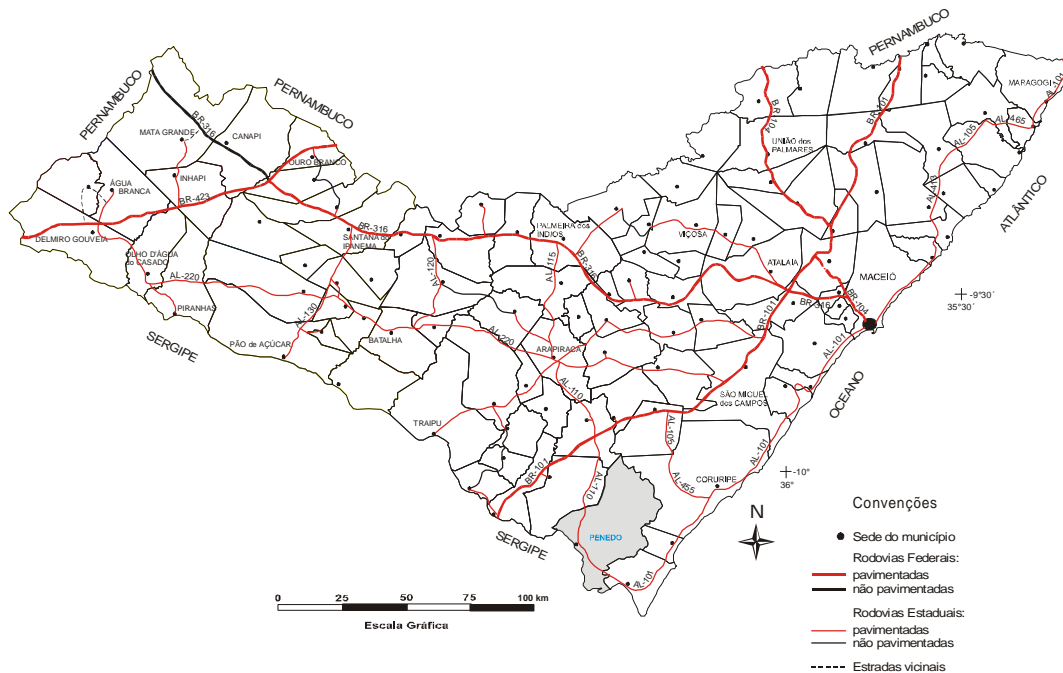 PERNAMBUCO
PERNAMBUCO
PERNAMBUCO
MARAGOGI
AL-101
AL-465
AL-105
AL-413
BR-104
BR-101
UNIÃO dos
PALMARES
ATLÂNTICO
BR-316
MATA GRANDE
CANAPI
OURO BRANCO
INHAPI
ÁGUA
BRANCA
BR-423
DELMIRO GOUVEIA
OLHO D'ÁGUA
do CASADO
AL-220
PIRANHAS
SERGIPE
BR-316
SANTANA do
IPANEMA
AL-120
AL-130
PÃO de AÇÚCAR
BATALHA
AL-220
PALMEIRA dos
ÍNDIOS
AL-115
BR-316
VIÇOSA
ATALAIA
MACEIÓ
BR-316
BR-104
BR-101
AL-101
-9°30´
35°30´
OCEANO
ARAPIRACA
AL-110
TRAIPU
SÃO MIGUEL
dos CAMPOS
AL-105
AL-455
CORURIPE
AL-101
-10°
36°
BR-101
AL-110
PENEDO
SERGIPE
AL-101
N
0 25 50 75 100 km
Escala Gráfica
Convenções
Sede do município
Rodovias Federais:
pavimentadas
não pavimentadas
Rodovias Estaduais:
pavimentadas
não pavimentadas
Estradas vicinais